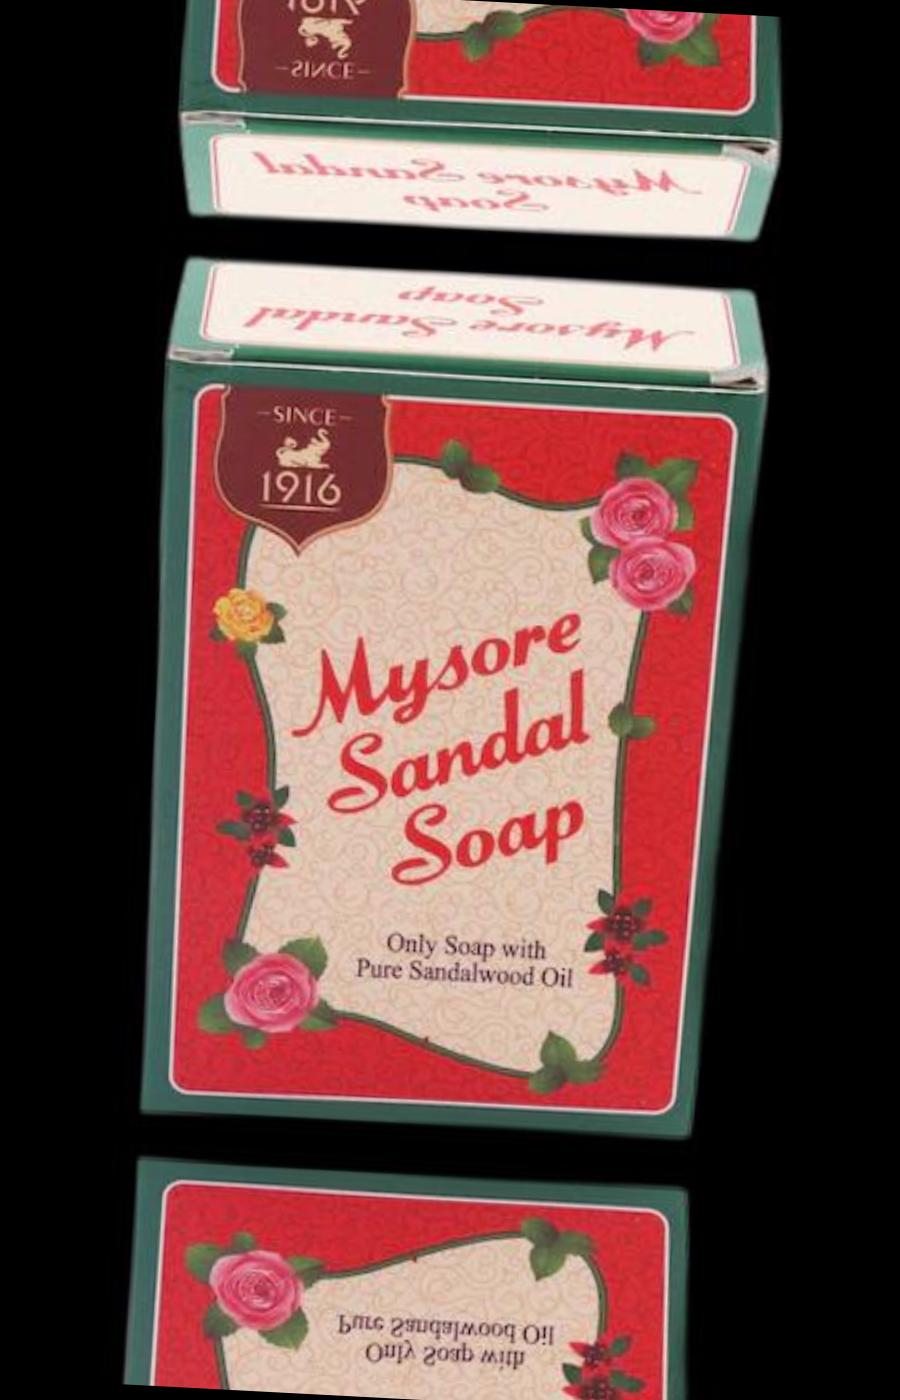 1916
SINCE
Mysore Sandal
Soap
Soap
Mysore Sandal
SINCE
1916
Mysore
Sandal
Soap
Only Soap with
Pure Sandalwood Oil
Pure Sandalwood Oil
Only Soap with